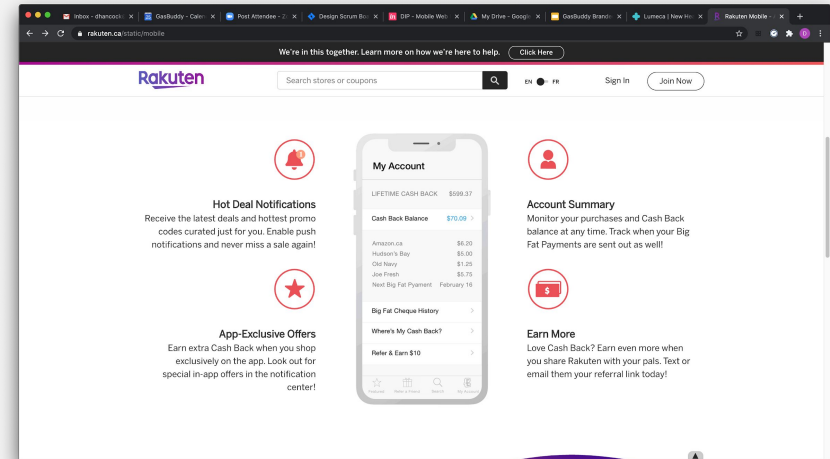 Inbox - dhancock
GasBuddy - Calen
Post Attendee - Z
Design Scrum Bo
DIP - Mobile Web
My Drive - Google
GasBuddy Brande
Lumeca | New He
Rakuten Mobile -
rakuten.ca/static/mobile
We're in this together. Learn more on how we're here to help. Click Here
Rakuten
Search stores or coupons
EN FR
Sign In
Join Now
Hot Deal Notifications
Receive the latest deals and hottest promo
codes curated just for you. Enable push
notifications and never miss a sale again!
App-Exclusive Offers
Earn extra Cash Back when you shop
exclusively on the app. Look out for
special in-app offers in the notification
center!
My Account
LIFETIME CASH BACK $599.37
Cash Back Balance $70.09
Amazon.ca $6.20
Hudson's Bay $5.00
Old Navy $1.25
Joe Fresh $5.75
Next Big Fat Pyament February 16
Big Fat Cheque History
Where's My Cash Back?
Refer & Earn $10
Featured Refer a Friend Search My Account
Account Summary
Monitor your purchases and Cash Back
balance at any time. Track when your Big
Fat Payments are sent out as well!
Earn More
Love Cash Back? Earn even more when
you share Rakuten with your pals. Text or
email them your referral link today!